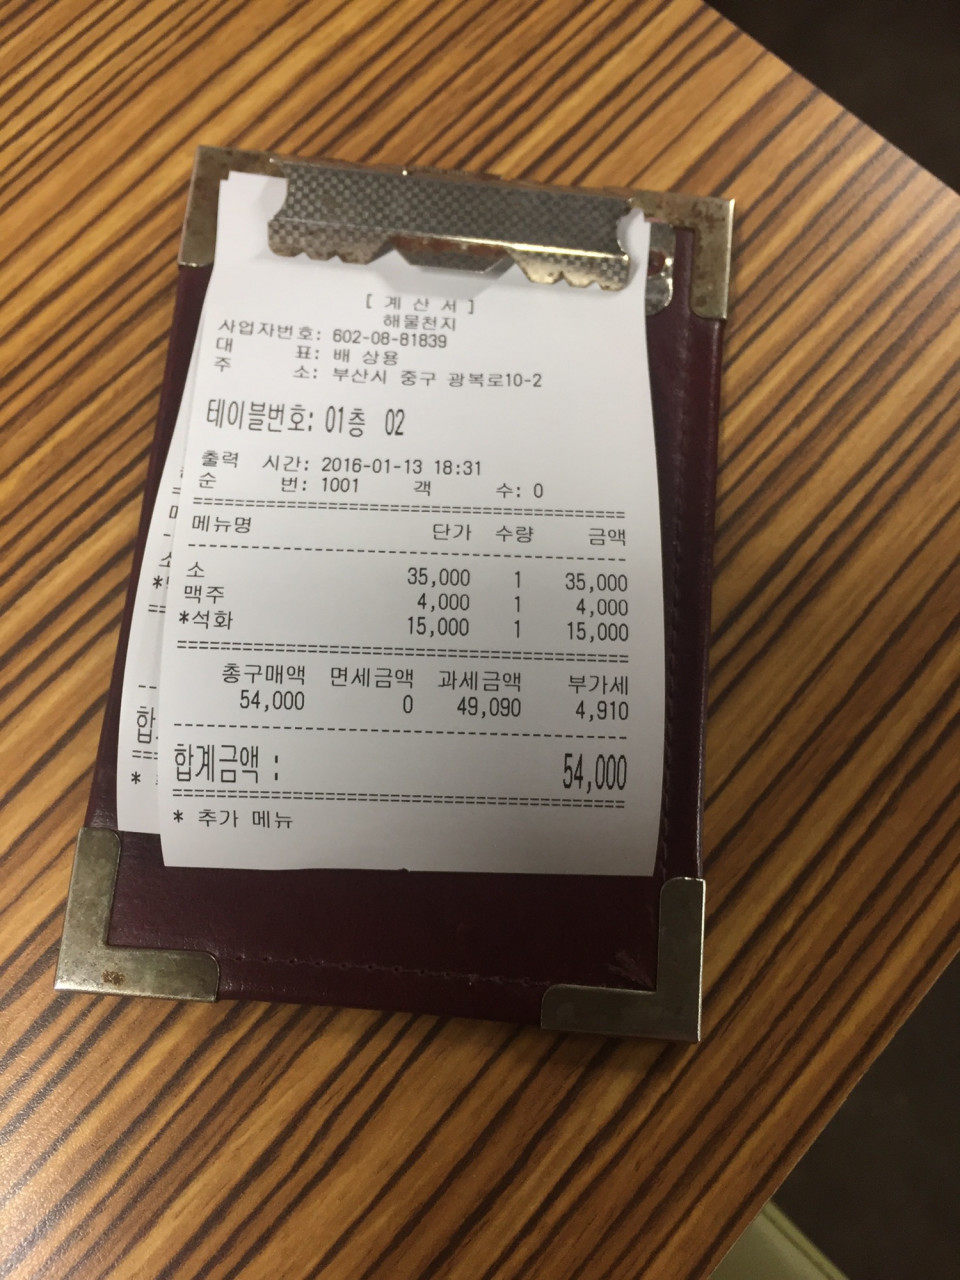 [ 계 산 서 ]
해물천지
사업자번호: 602-08-81839
대 표: 배 상용
주 소: 부산시 중구 광복로10-2
테이블번호: 01층 02
출력 시간: 2016-01-13 18:31
순 번: 1001 객 수: 0
메뉴명 단가 수량 금액
소 35,000 1 35,000
맥주 4,000 1 4,000
*석화 15,000 1 15,000
총구매액 면세금액 과세금액 부가세
54,000 0 49,090 4,910
합계금액 : 54,000
* 추가 메뉴